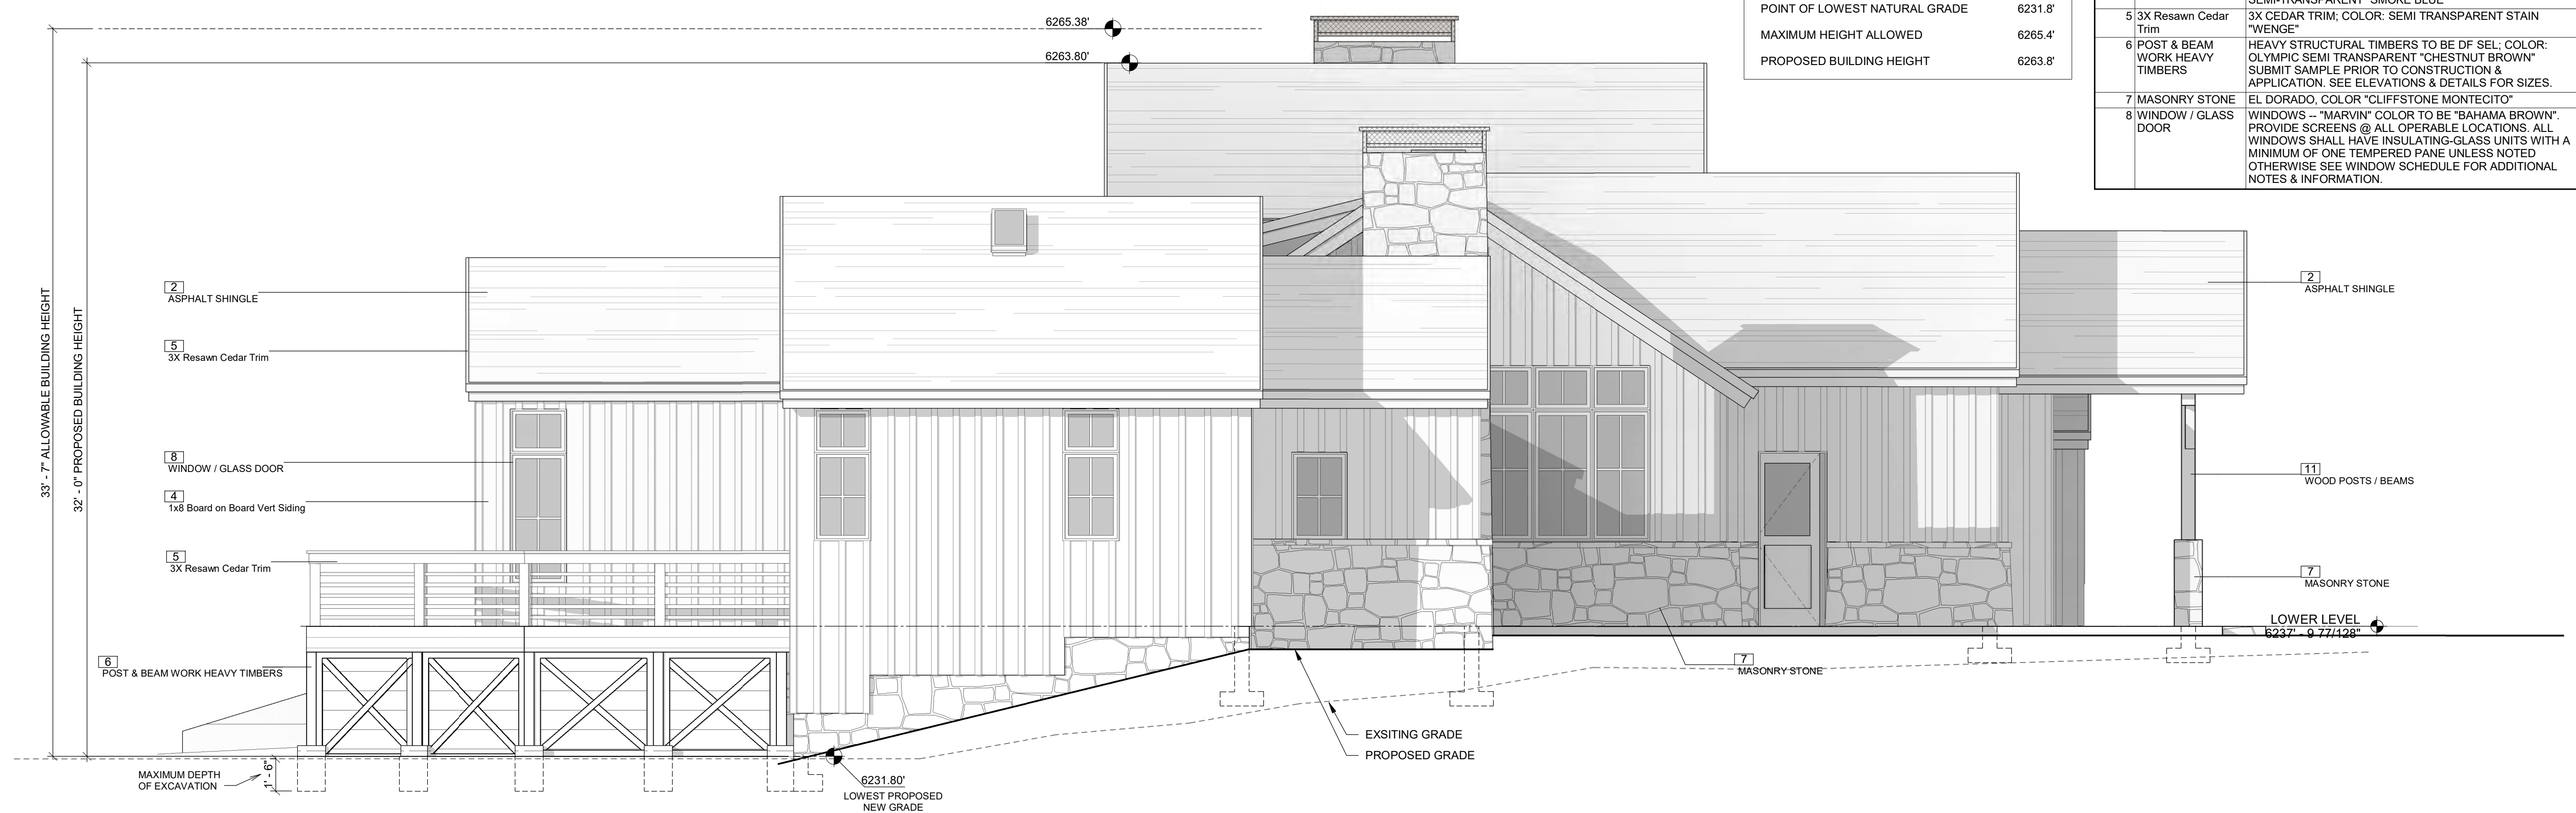 6265.38'
6263.80'
POINT OF LOWEST NATURAL GRADE 6231.8'
MAXIMUM HEIGHT ALLOWED 6265.4'
PROPOSED BUILDING HEIGHT 6263.8'
SEMI-TRANSPARENT "SMOKE BLUE"
5 3X Resawn Cedar Trim
3X CEDAR TRIM; COLOR: SEMI TRANSPARENT STAIN
"WENGE"
6 POST & BEAM
WORK HEAVY
TIMBERS
HEAVY STRUCTURAL TIMBERS TO BE DF SEL; COLOR:
OLYMPIC SEMI TRANSPARENT "CHESTNUT BROWN"
SUBMIT SAMPLE PRIOR TO CONSTRUCTION &
APPLICATION. SEE ELEVATIONS & DETAILS FOR SIZES.
7 MASONRY STONE EL DORADO, COLOR "CLIFFSTONE MONTECITO"
8 WINDOW / GLASS
DOOR
WINDOWS -- "MARVIN" COLOR TO BE "BAHAMA BROWN".
PROVIDE SCREENS @ ALL OPERABLE LOCATIONS. ALL
WINDOWS SHALL HAVE INSULATING-GLASS UNITS WITH A
MINIMUM OF ONE TEMPERED PANE UNLESS NOTED
OTHERWISE SEE WINDOW SCHEDULE FOR ADDITIONAL
NOTES & INFORMATION.
33' - 7" ALLOWABLE BUILDING HEIGHT
32' - 0" PROPOSED BUILDING HEIGHT
2
ASPHALT SHINGLE
5
3X Resawn Cedar Trim
8
WINDOW / GLASS DOOR
4
1x8 Board on Board Vert Siding
5
3X Resawn Cedar Trim
6
POST & BEAM WORK HEAVY TIMBERS
MAXIMUM DEPTH
OF EXCAVATION
1' - 6"
6231.80'
LOWEST PROPOSED
NEW GRADE
EXSITING GRADE
PROPOSED GRADE
7
MASONRY STONE
2
ASPHALT SHINGLE
11
WOOD POSTS / BEAMS
7
MASONRY STONE
LOWER LEVEL
6237' - 9 77/128"